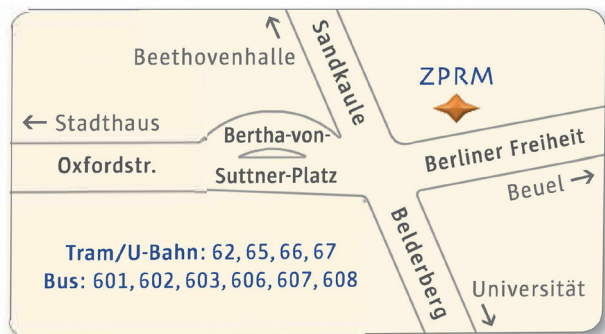 Beethovenhalle
Sandkaule
ZPRM
← Stadthaus
Bertha-von-
Suttner-Platz
Oxfordstr.
Berliner Freiheit
Beuel →
Belderberg
Tram/U-Bahn: 62, 65, 66, 67
Bus: 601, 602, 603, 606, 607, 608
Universität